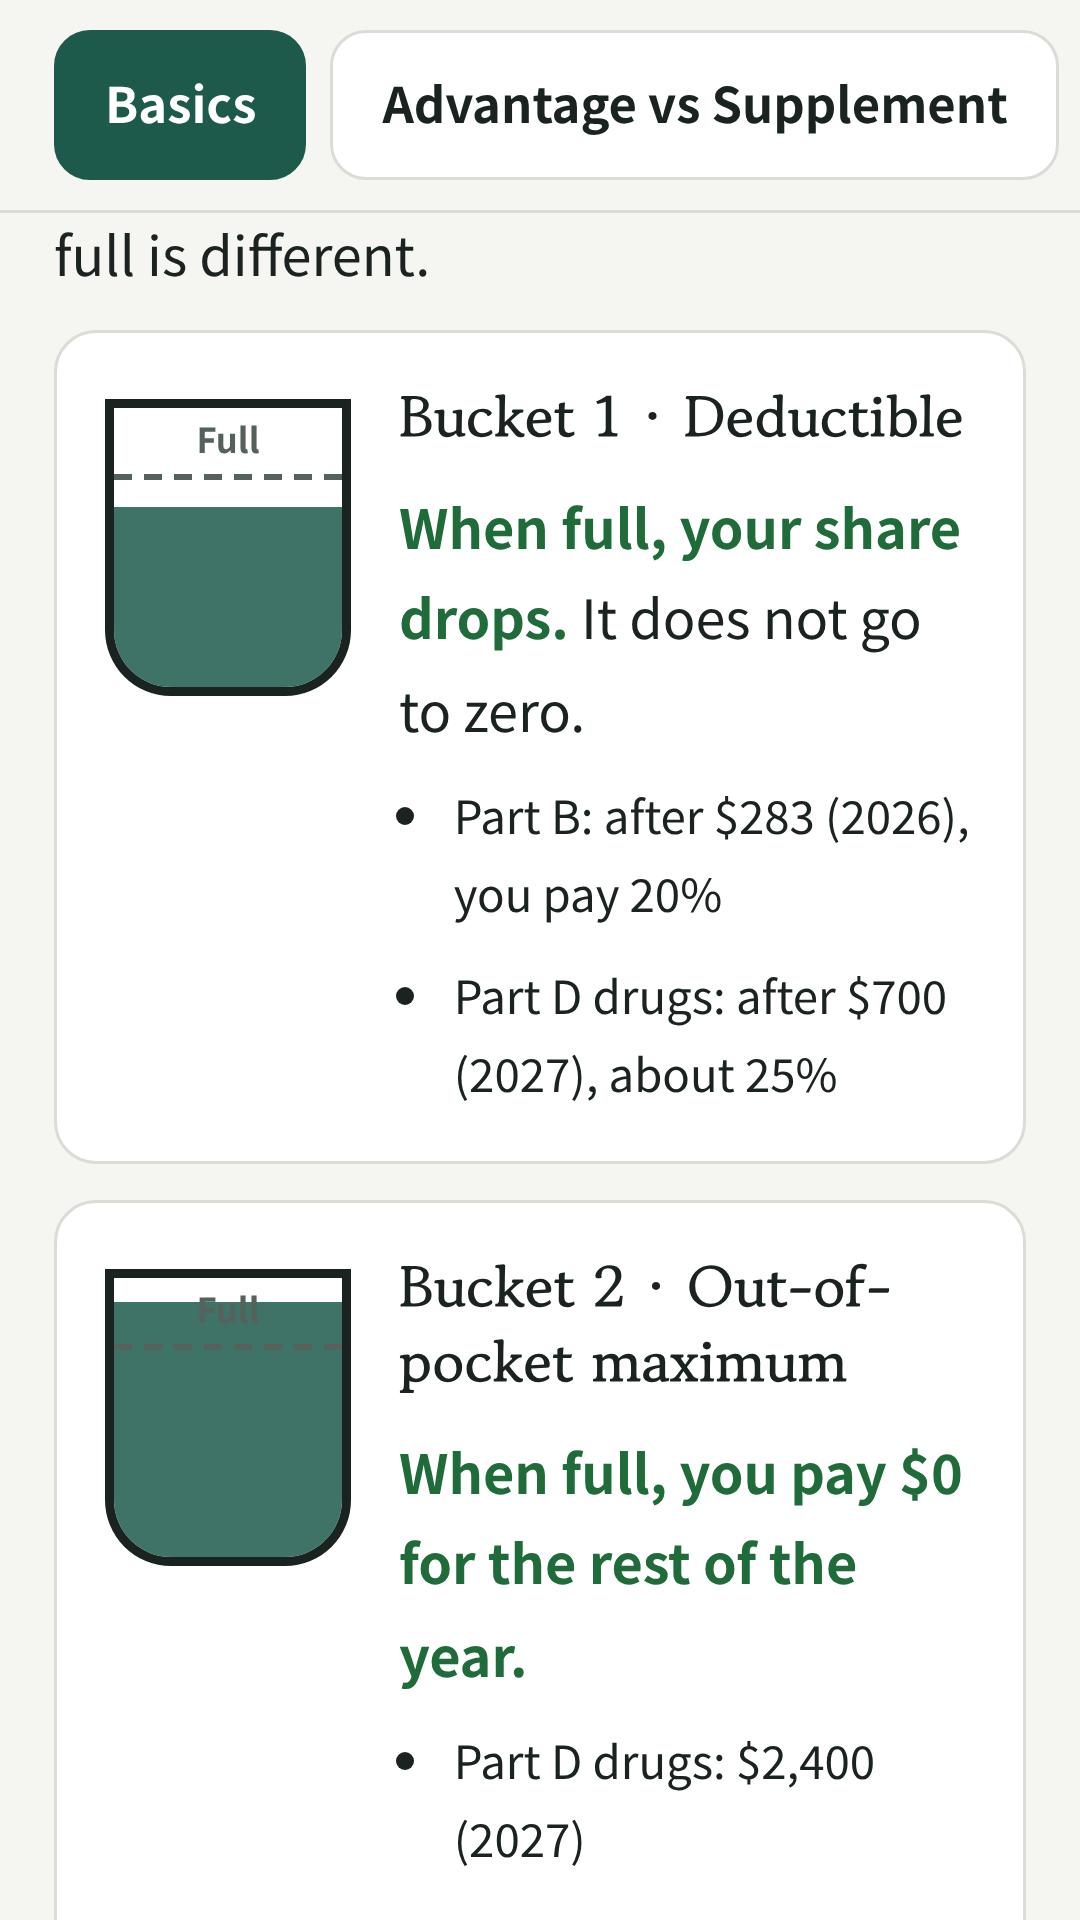 Basics
Advantage vs Supplement
full is different.
Full
Bucket 1 · Deductible
When full, your share
drops. It does not go
to zero.
• Part B: after $283 (2026),
you pay 20%
• Part D drugs: after $700
(2027), about 25%
Full
Bucket 2 · Out-of-
pocket maximum
When full, you pay $0
for the rest of the
year.
• Part D drugs: $2,400
(2027)